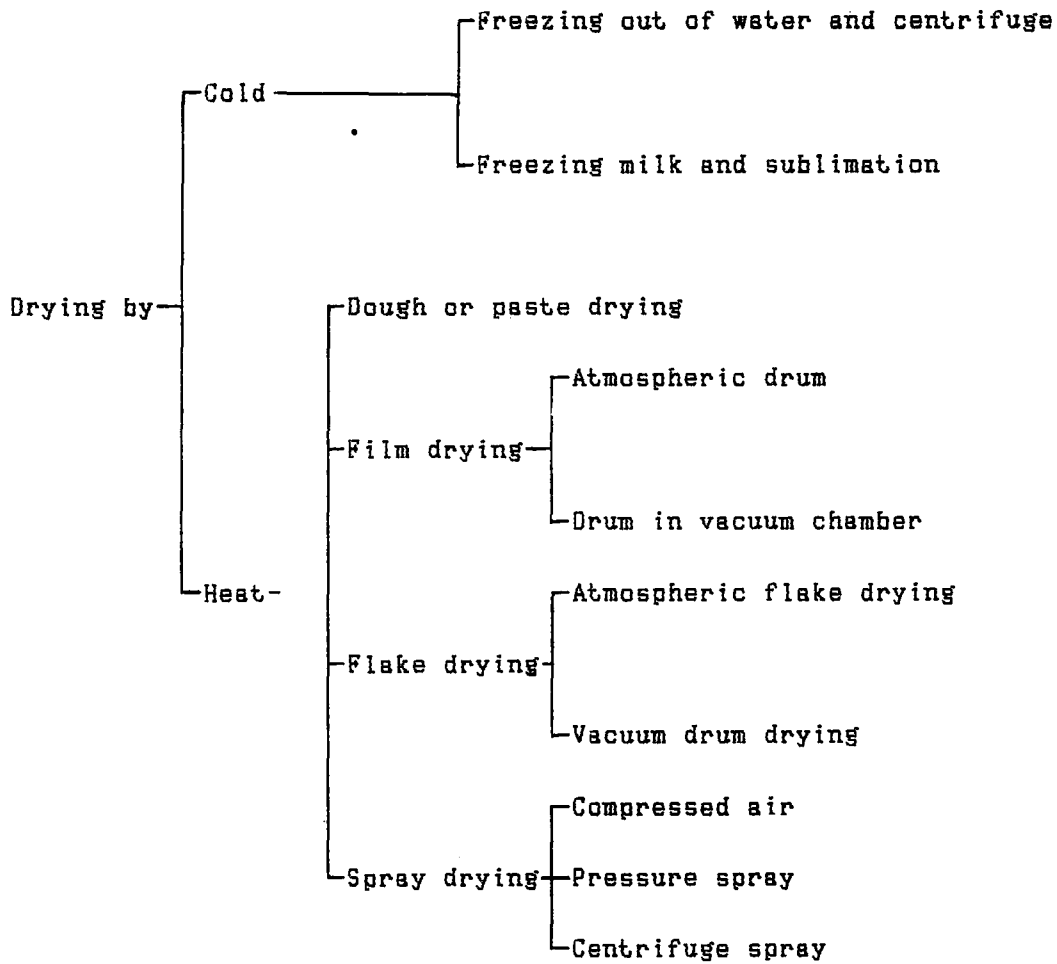 Freezing out of water and centrifuge
Cold
Freezing milk and sublimation
Drying by
Dough or paste drying
Atmospheric drum
Film drying
Drum in vacuum chamber
Heat-
Atmospheric flake drying
Flake drying
Vacuum drum drying
Compressed air
Spray drying
Pressure spray
Centrifuge spray